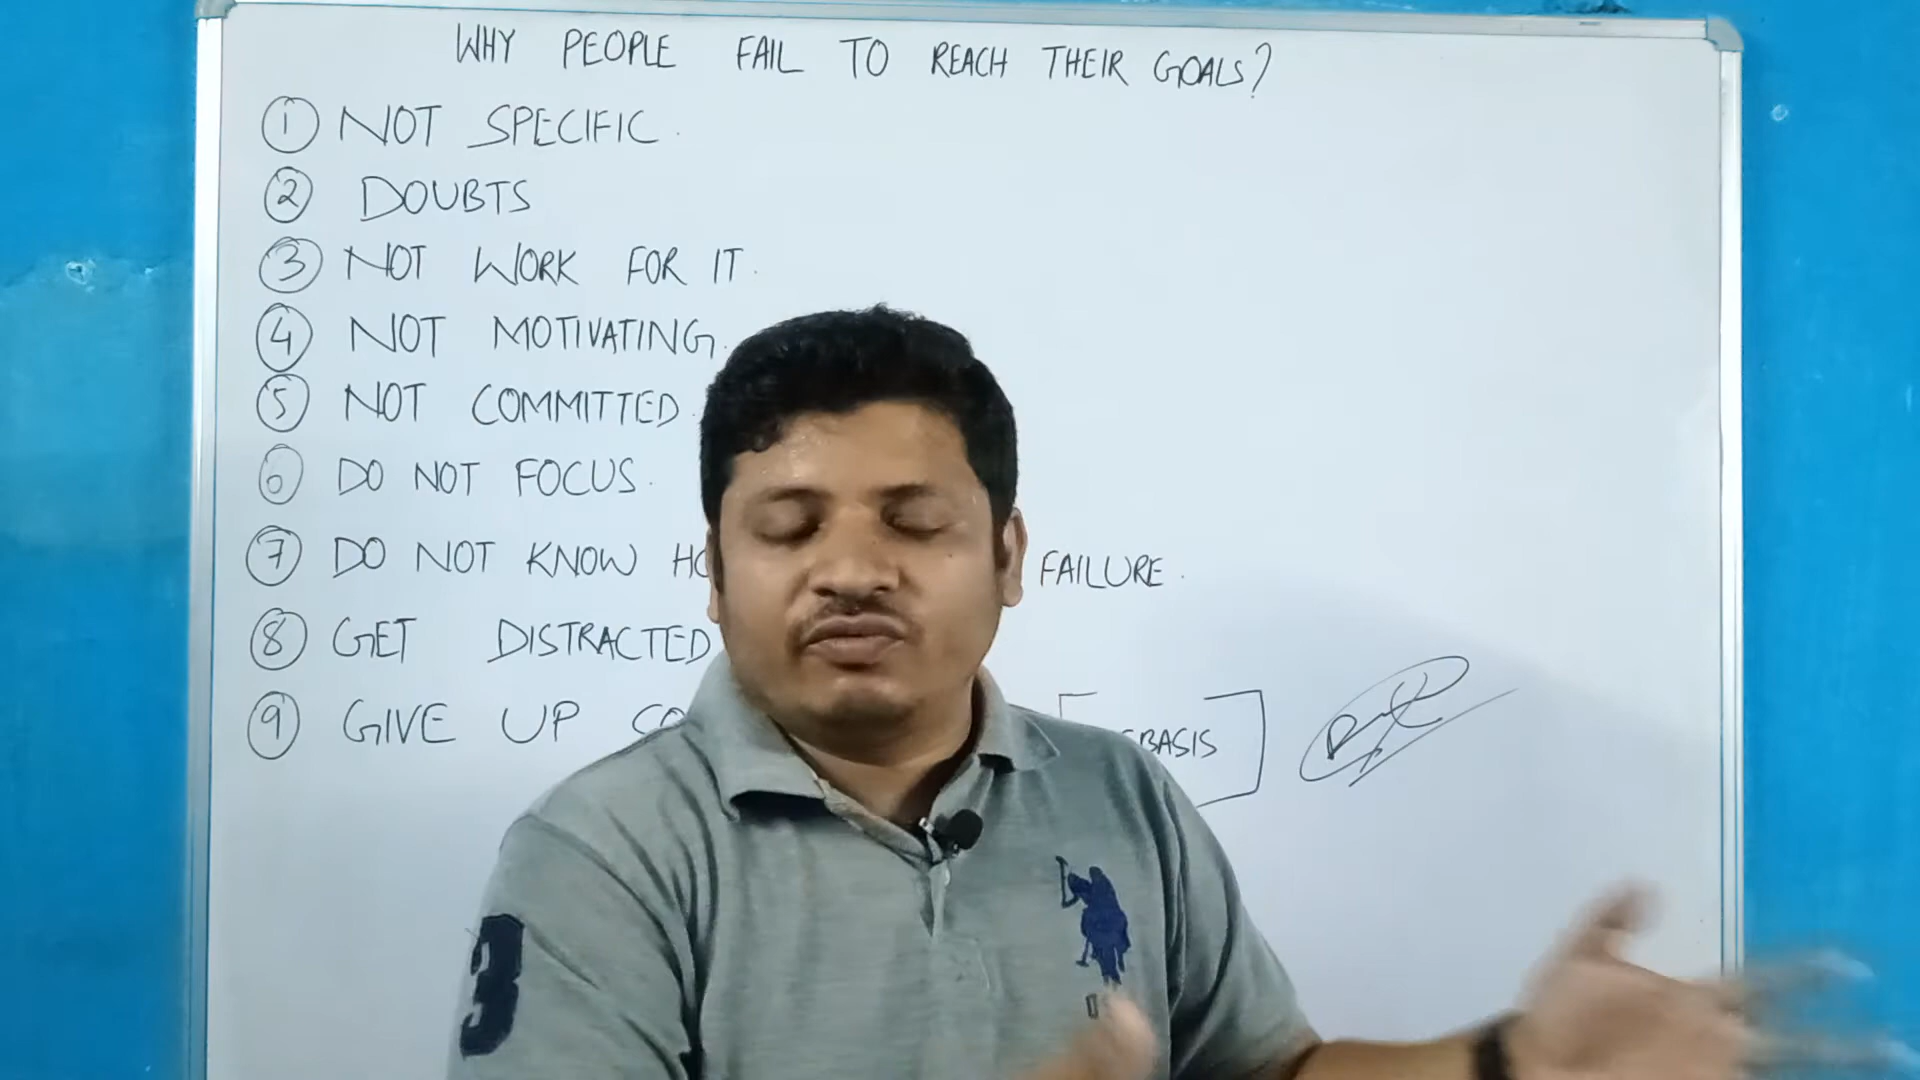 WHY PEOPLE FAIL TO REACH THEIR GOALS?
1 NOT SPECIFIC.
2 DOUBTS
3 NOT WORK FOR IT.
4 NOT MOTIVATING.
5 NOT COMMITTED.
6 DO NOT FOCUS.
7 DO NOT KNOW FAILURE.
8 GET DISTRACTED
9 GIVE UP
3